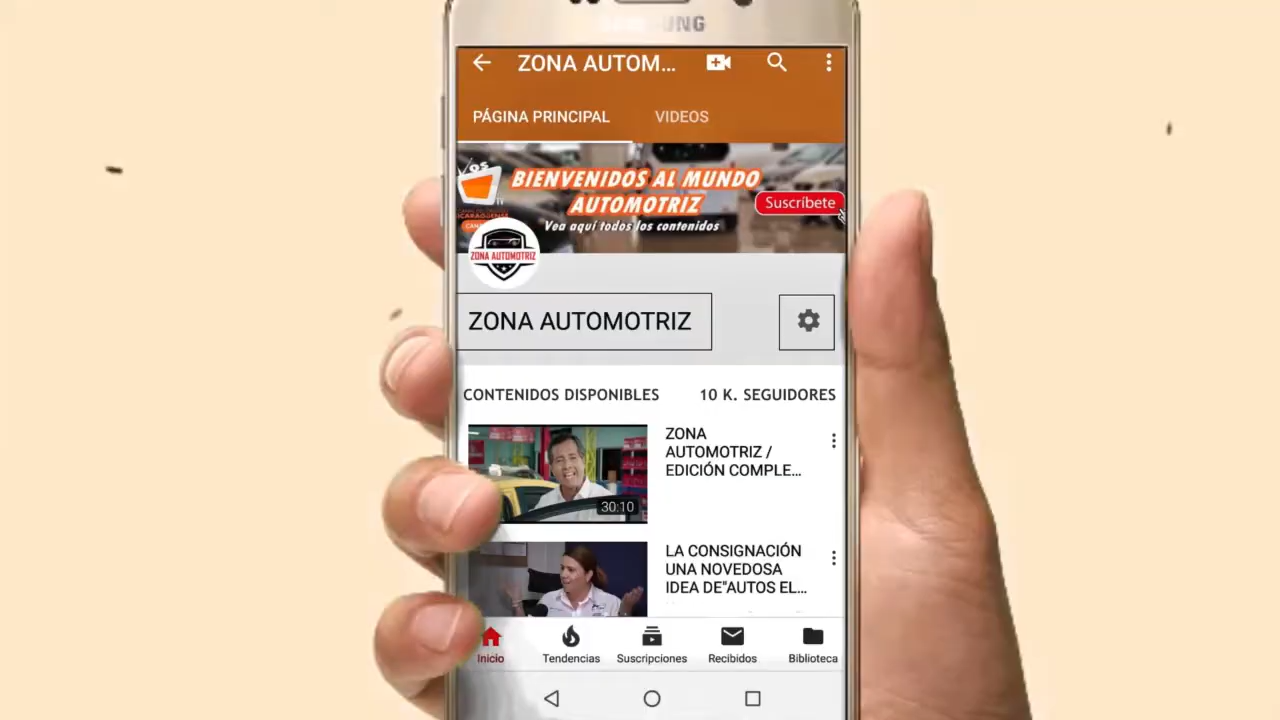 SAMSUNG
ZONA AUTOM...
PÁGINA PRINCIPAL
VIDEOS
VOS
TV
BIENVENIDOS AL MUNDO
AUTOMOTRIZ
Suscríbete
Vea aquí todos los contenidos
ZONA AUTOMOTRIZ
ZONA AUTOMOTRIZ
CONTENIDOS DISPONIBLES
10 K. SEGUIDORES
ZONA
AUTOMOTRIZ /
EDICIÓN COMPLE...
30:10
LA CONSIGNACIÓN
UNA NOVEDOSA
IDEA DE"AUTOS EL...
Inicio
Tendencias
Suscripciones
Recibidos
Biblioteca